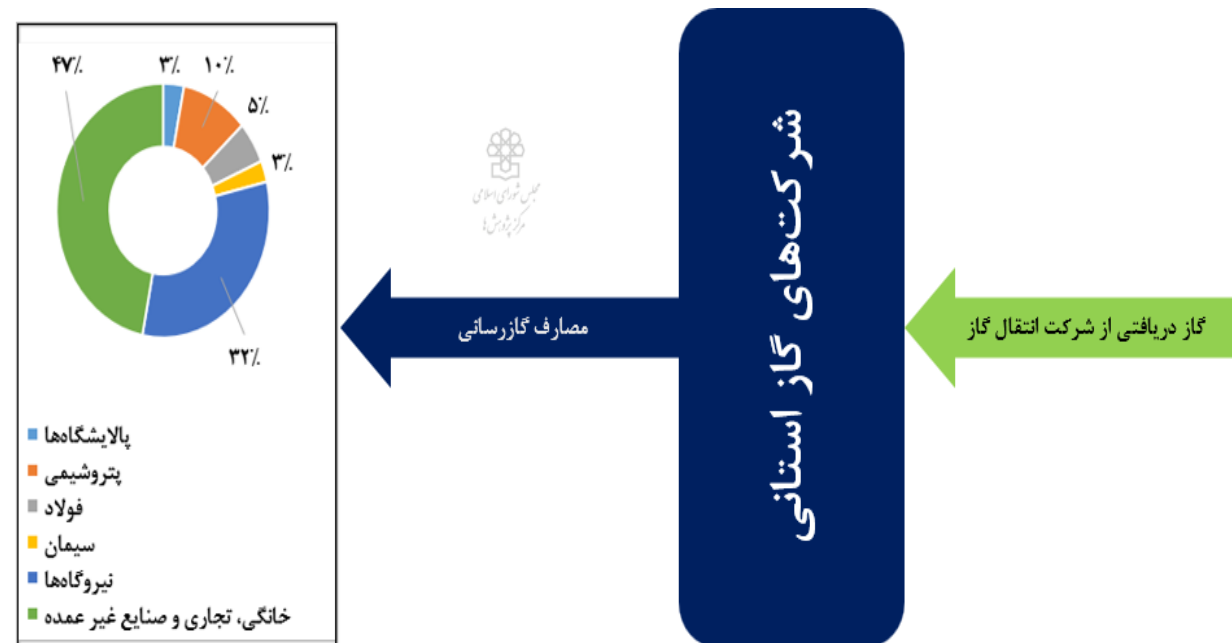 گاز دریافتی از شرکت انتقال گاز
شرکت‌های گاز استانی
مصارف گازرسانی
مجلس شورای اسلامی
مرکز پژوهش‌ها
۴۷٪
۳٪
۱۰٪
۵٪
۳٪
۳۲٪
پالایشگاه‌ها
پتروشیمی
فولاد
سیمان
نیروگاه‌ها
خانگی، تجاری و صنایع غیر عمده